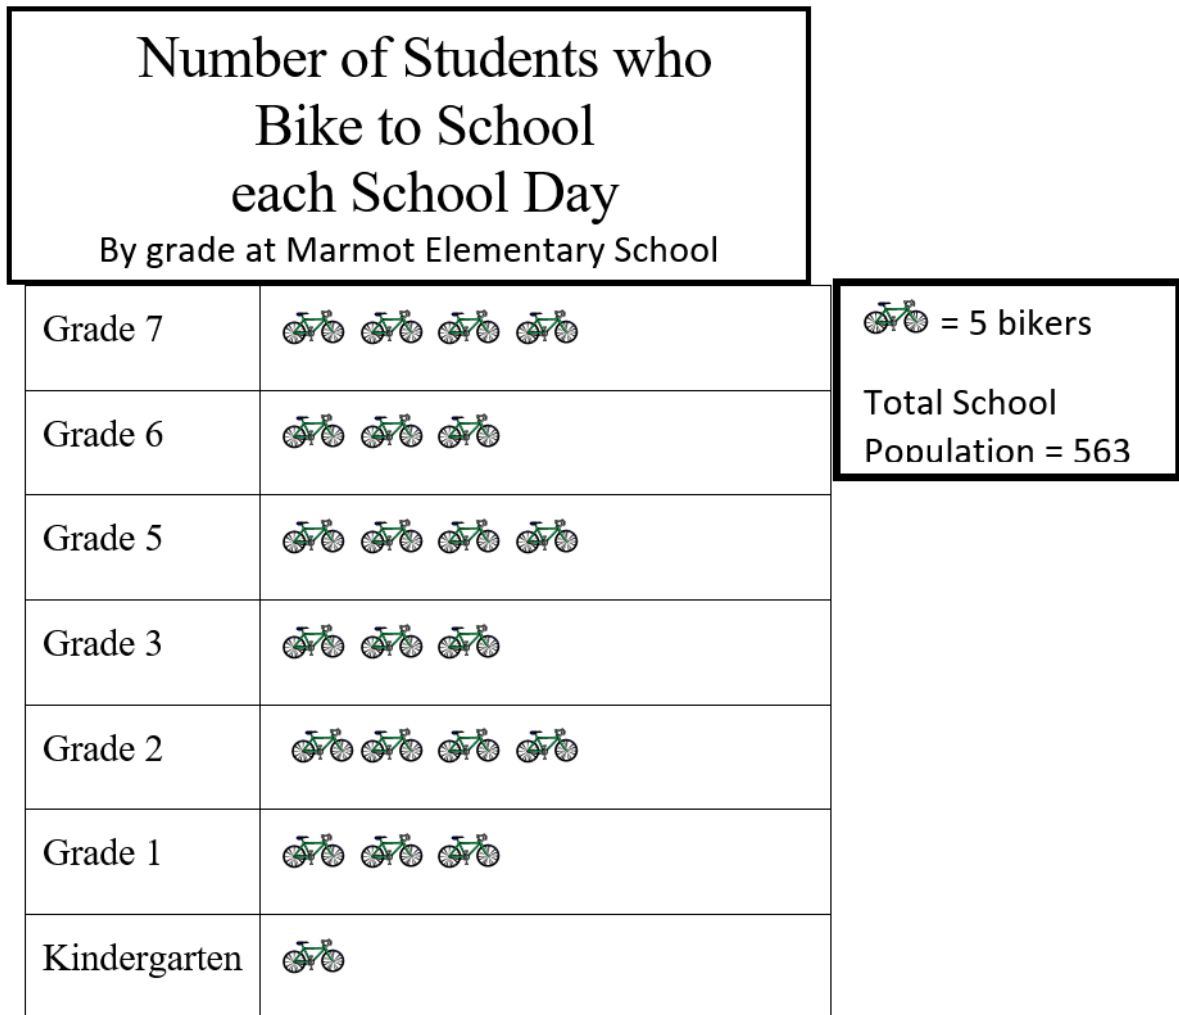 Number of Students who
Bike to School
each School Day
By grade at Marmot Elementary School
Grade 7
= 5 bikers
Total School
Population = 563
Grade 6
Grade 5
Grade 3
Grade 2
Grade 1
Kindergarten